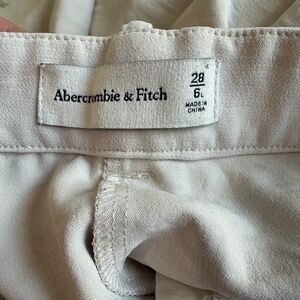 Abercrombie & Fitch
28
6L
MADE IN
CHINA